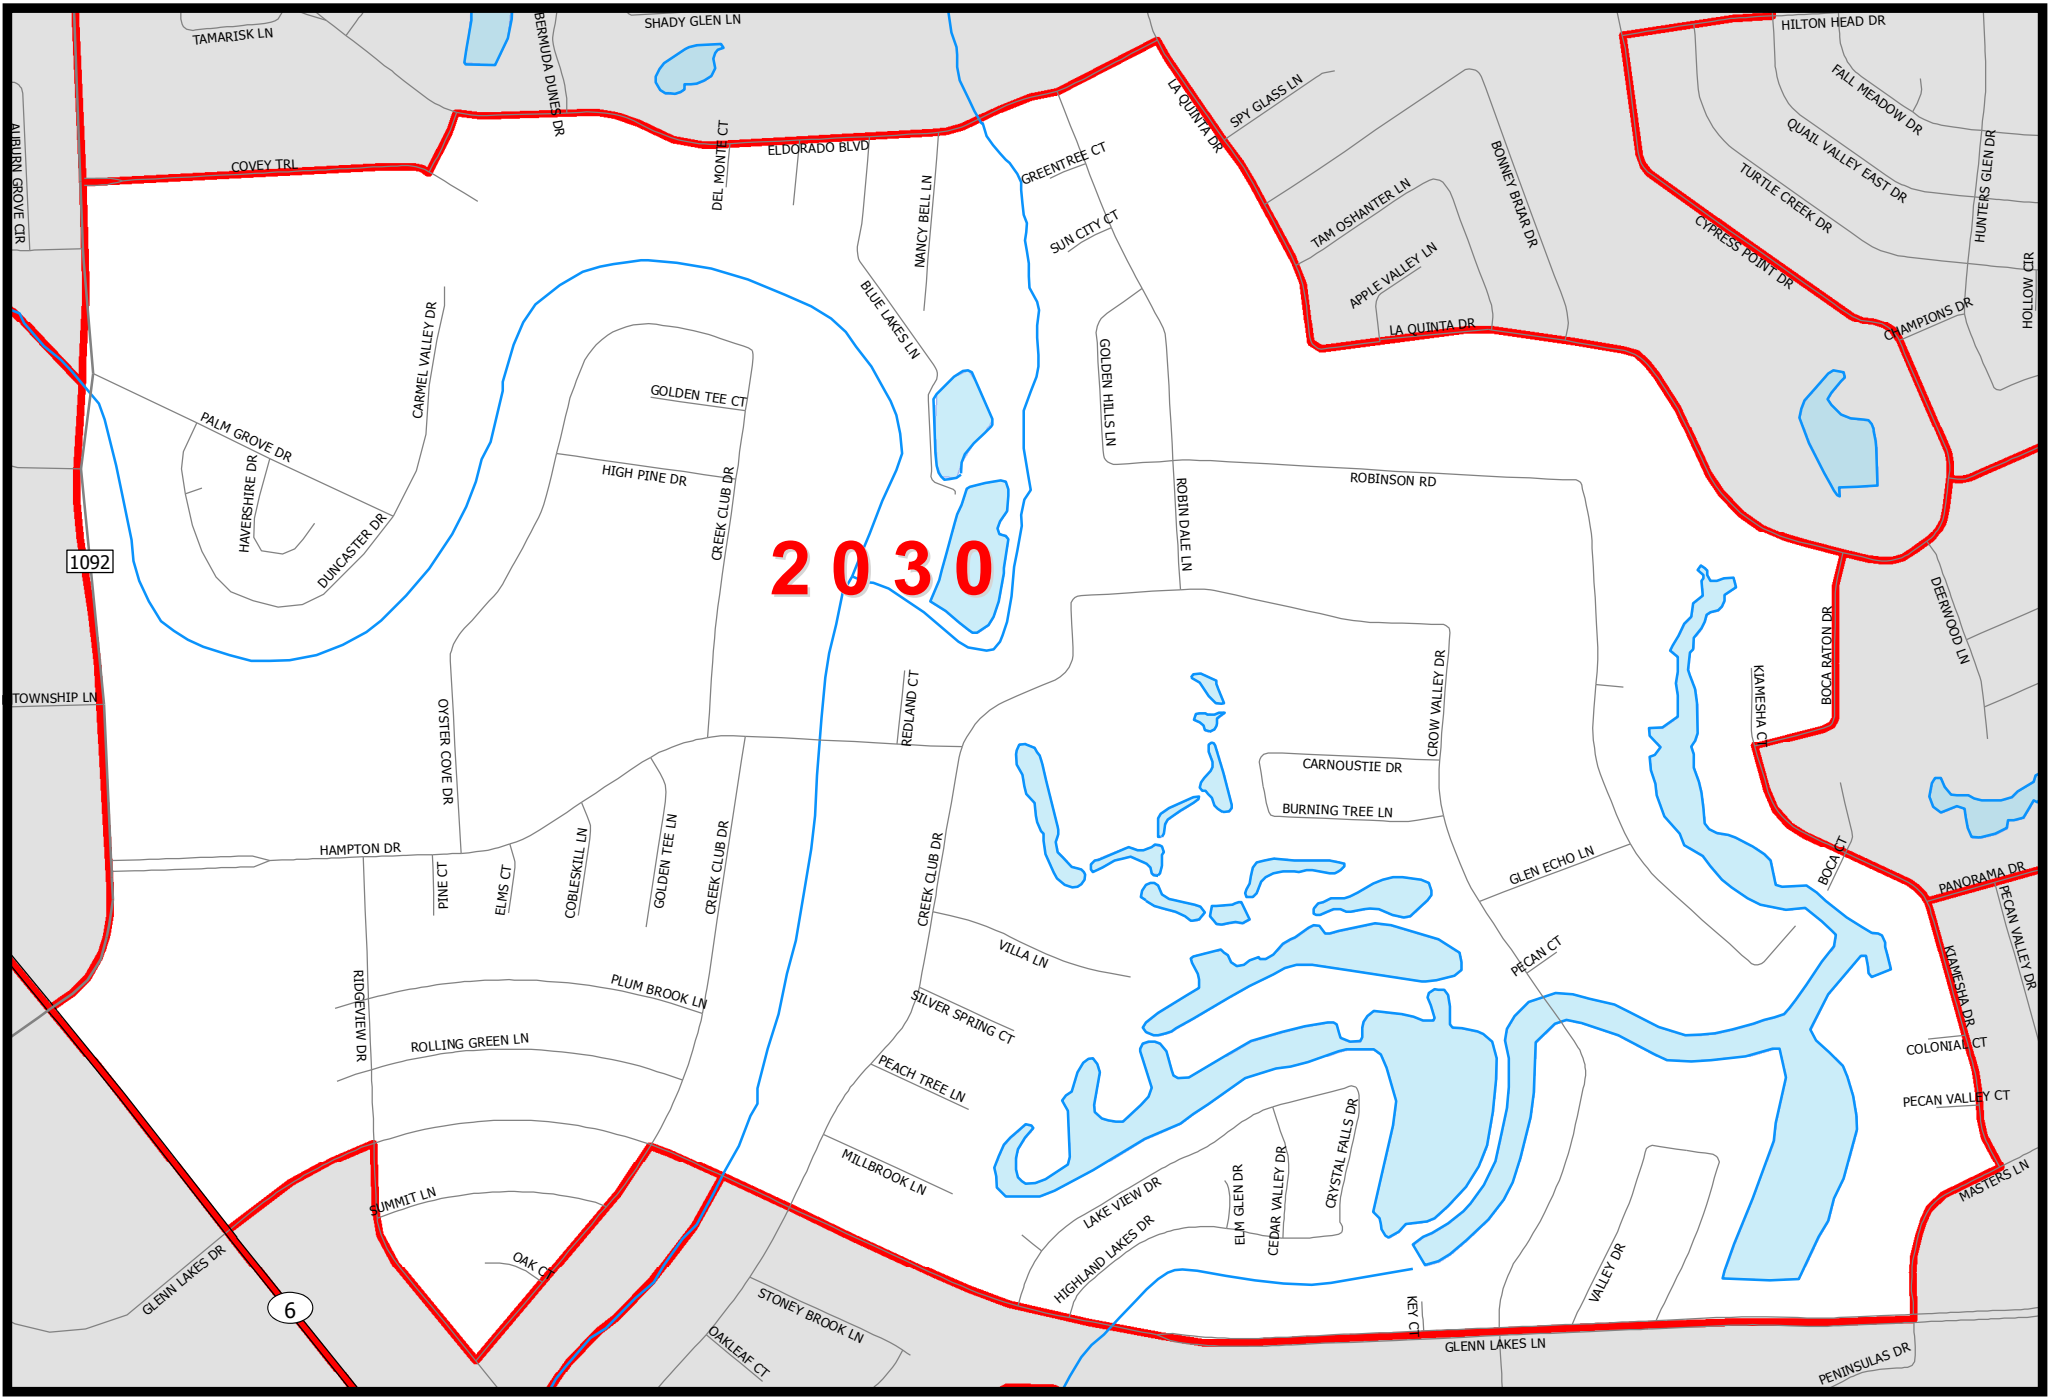 TAMARISK LN
BERMUDA DUNES DR
SHADY GLEN LN
HILTON HEAD DR
AUBURN GROVE CIR
COVEY TRL
DEL MONTE CT
ELDORADO BLVD
NANCY BELL LN
GREENTREE CT
SUN CITY CT
LA QUINTA DR
SPY GLASS LN
TAM OSHANTER LN
APPLE VALLEY LN
BONNEY BRIAR DR
LA QUINTA DR
FALL MEADOW DR
QUAIL VALLEY EAST DR
TURTLE CREEK DR
HUNTERS GLEN DR
CYPRESS POINT DR
CHAMPIONS DR
HOLLOW CIR
BLUE LAKES LN
CARMEL VALLEY DR
GOLDEN TEE CT
HIGH PINE DR
CREEK CLUB DR
GOLDEN HILLS LN
ROBINSON RD
ROBIN DALE LN
PALM GROVE DR
HAVERSHIRE DR
DUNCASTER DR
1092
2030
DEERWOOD LN
BOCA RATON DR
KIAMESHA CT
TOWNSHIP LN
OYSTER COVE DR
REDLAND CT
CROW VALLEY DR
CARNOUSTIE DR
BURNING TREE LN
HAMPTON DR
PINE CT
ELMS CT
COBLESKILL LN
GOLDEN TEE LN
CREEK CLUB DR
CREEK CLUB DR
GLEN ECHO LN
BOCA CT
PANORAMA DR
PECAN VALLEY DR
VILLA LN
PECAN CT
KIAMESHA DR
RIDGEVIEW DR
PLUM BROOK LN
SILVER SPRING CT
ROLLING GREEN LN
PEACH TREE LN
COLONIAL CT
PECAN VALLEY CT
MILLBROOK LN
SUMMIT LN
LAKE VIEW DR
HIGHLAND LAKES DR
ELM GLEN DR
CEDAR VALLEY DR
CRYSTAL FALLS DR
MASTERS LN
GLENN LAKES DR
OAK CT
6
STONEY BROOK LN
OAKLEAF CT
KEY CT
VALLEY DR
GLENN LAKES LN
PENINSULAS DR